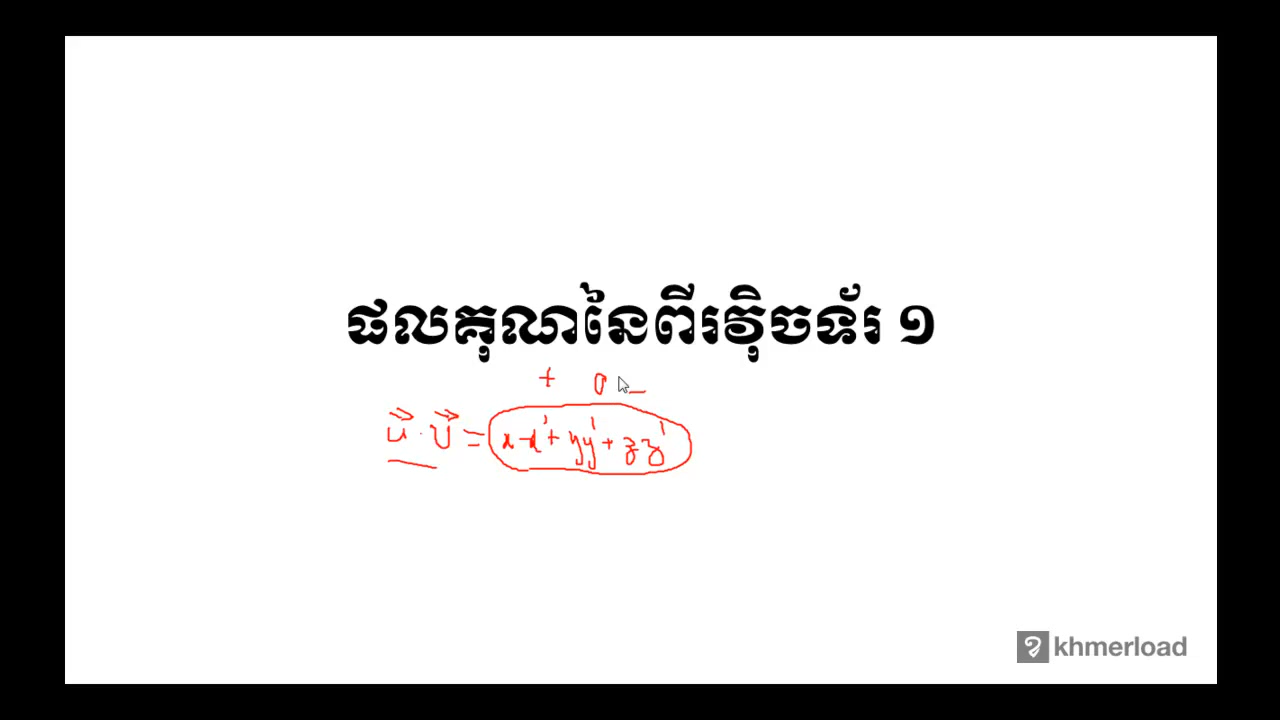 ផលគុណនៃពីរវ៉ិចទ័រ ១
+ 0 −
u⃗ · v⃗ = xx' + yy' + zz'
khmerload